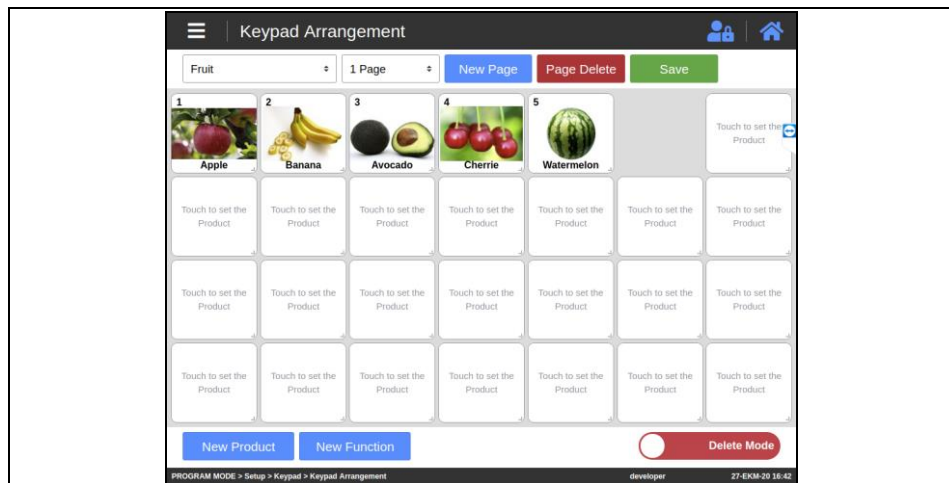 Keypad Arrangement
Fruit 1 Page New Page Page Delete Save
1 2 3 4 5
Touch to set the
Product
Apple Banana Avocado Cherrie Watermelon
Touch to set the Touch to set the Touch to set the Touch to set the Touch to set the Touch to set the Touch to set the
Product Product Product Product Product Product Product
Touch to set the Touch to set the Touch to set the Touch to set the Touch to set the Touch to set the Touch to set the
Product Product Product Product Product Product Product
Touch to set the Touch to set the Touch to set the Touch to set the Touch to set the Touch to set the Touch to set the
Product Product Product Product Product Product Product
New Product New Function Delete Mode
PROGRAM MODE > Setup > Keypad > Keypad Arrangement developer 27-EKM-20 16:42